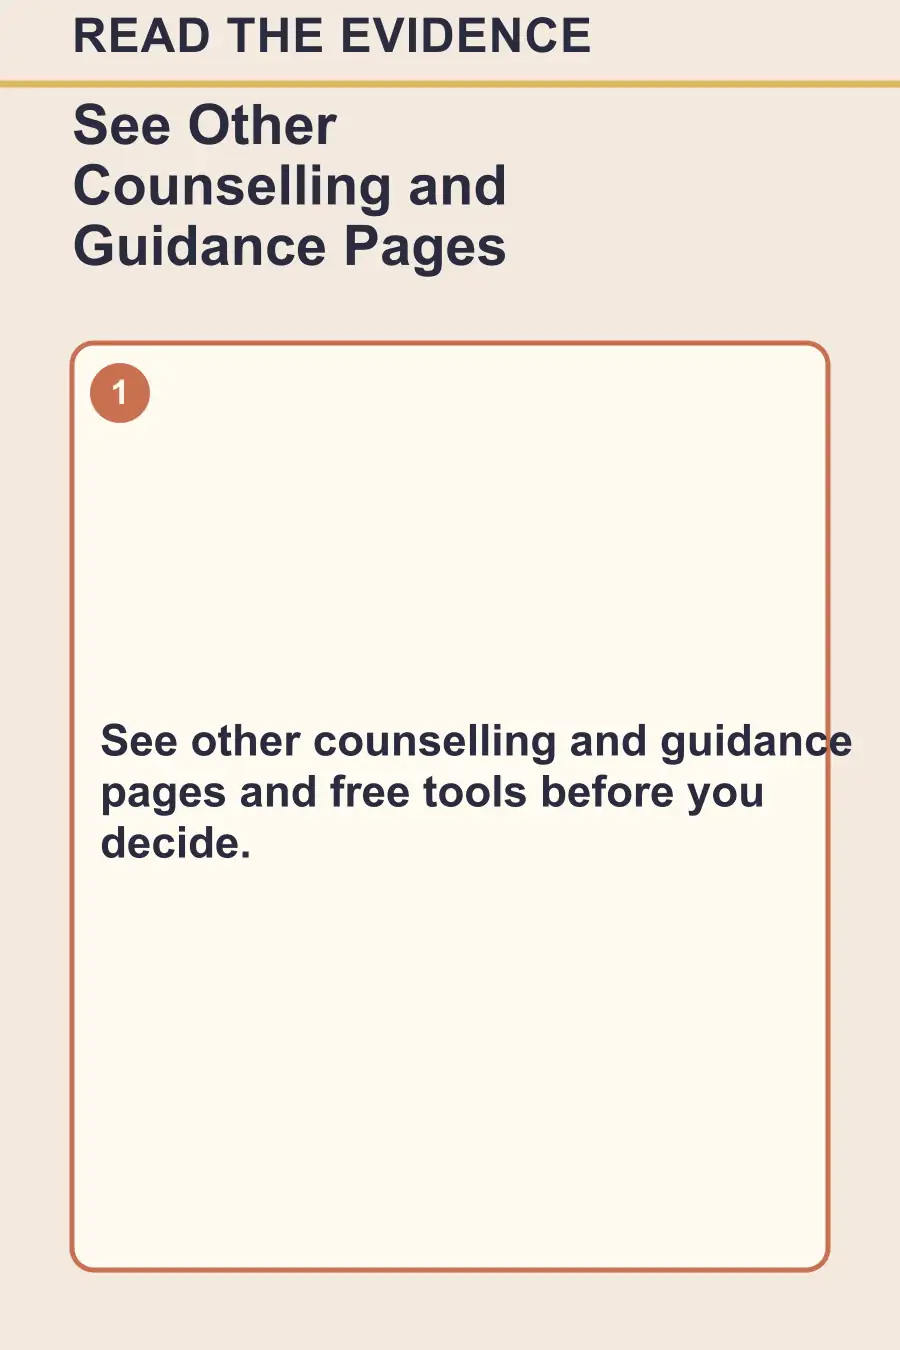 READ THE EVIDENCE
See Other
Counselling and
Guidance Pages
1
See other counselling and guidance
pages and free tools before you
decide.